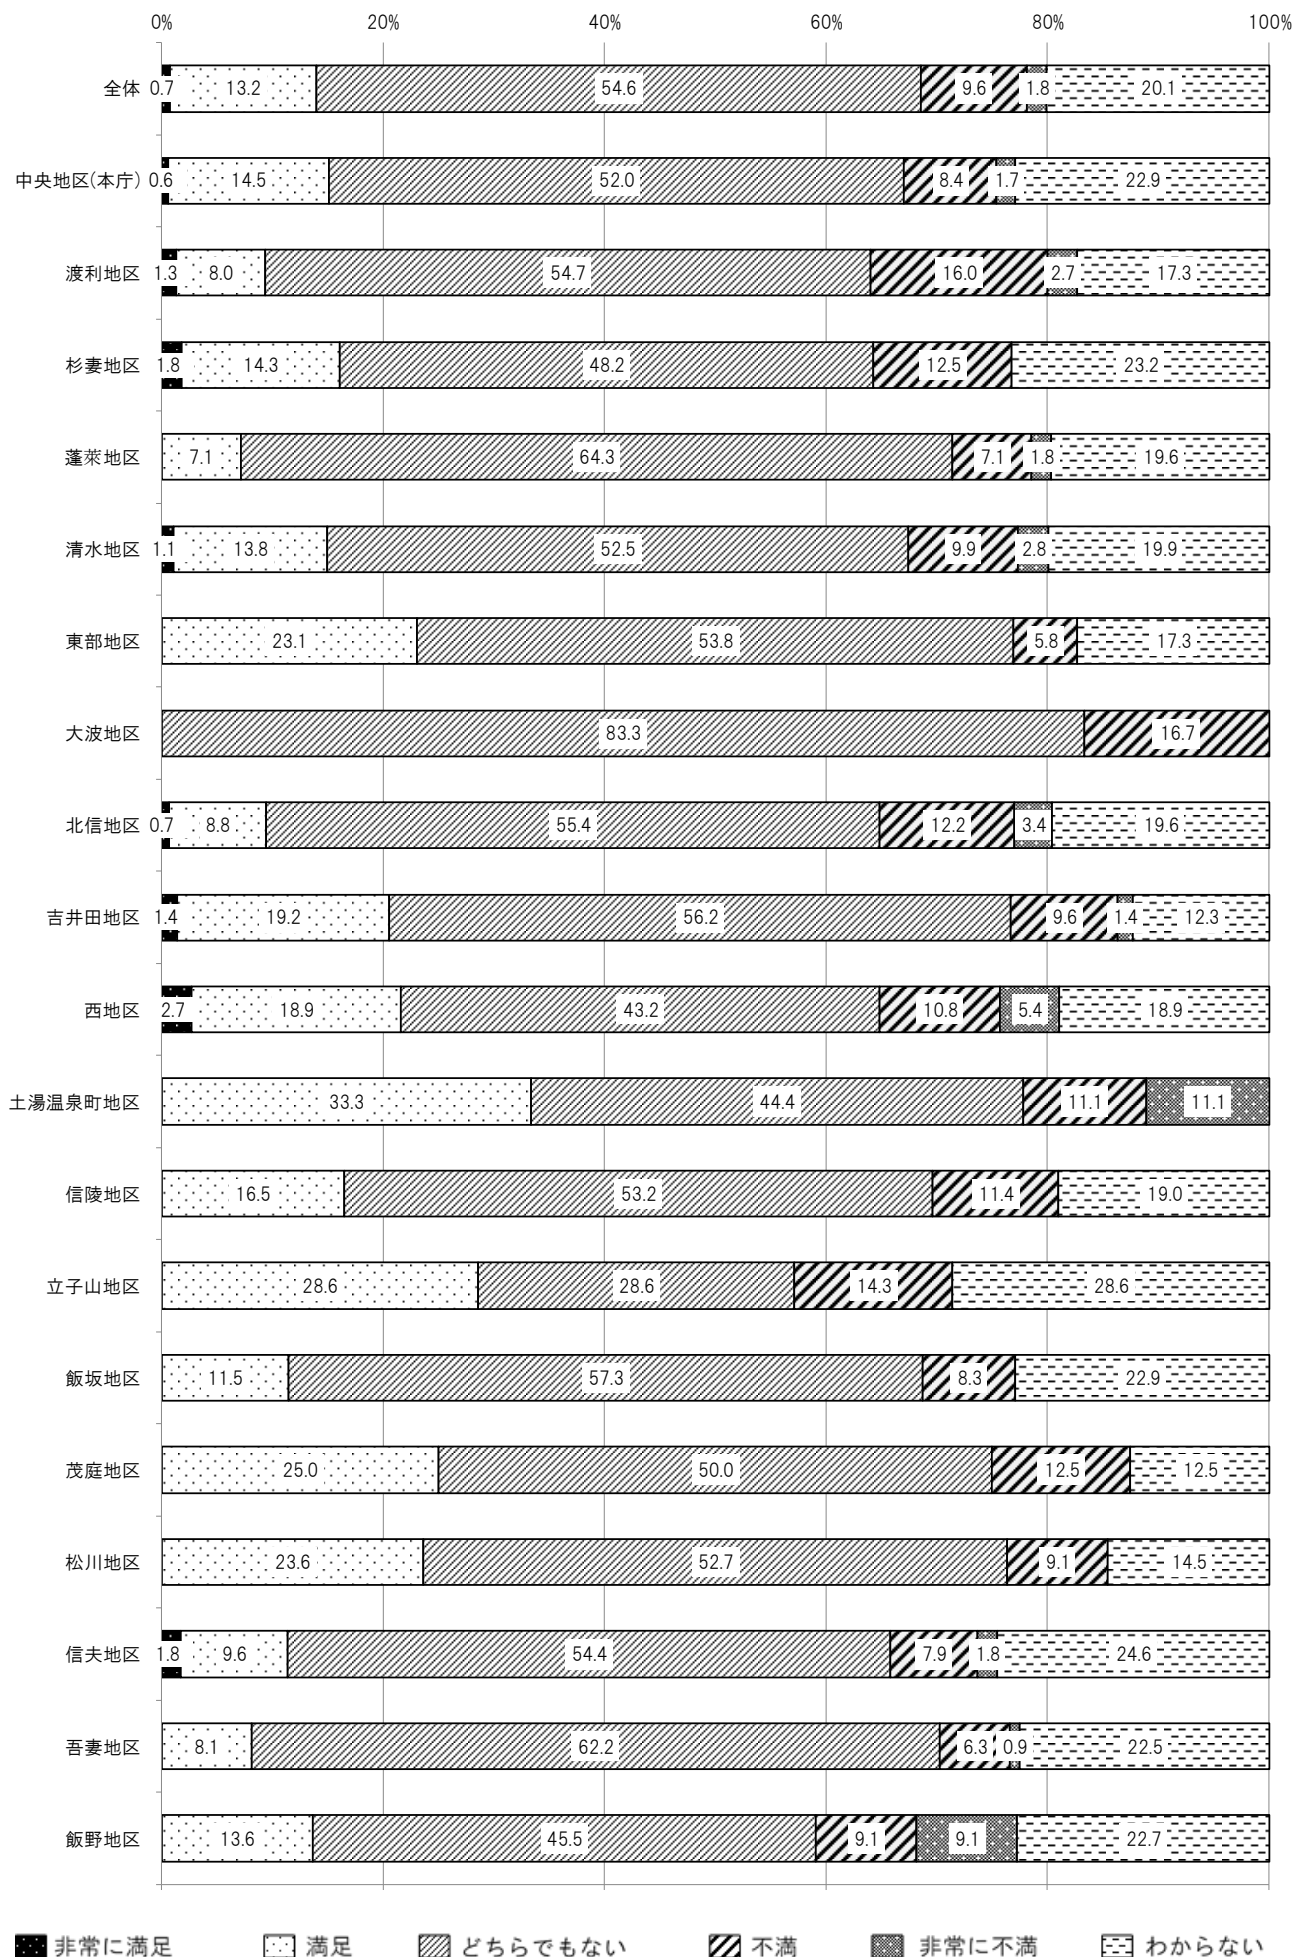 0% 20% 40% 60% 80% 100%
全体 0.7 13.2 54.6 9.6 1.8 20.1
中央地区(本庁) 0.6 14.5 52.0 8.4 1.7 22.9
渡利地区 1.3 8.0 54.7 16.0 2.7 17.3
杉妻地区 1.8 14.3 48.2 12.5 23.2
蓬莱地区 7.1 64.3 7.1 1.8 19.6
清水地区 1.1 13.8 52.5 9.9 2.8 19.9
東部地区 23.1 53.8 5.8 17.3
大波地区 83.3 16.7
北信地区 0.7 8.8 55.4 12.2 3.4 19.6
吉井田地区 1.4 19.2 56.2 9.6 1.4 12.3
西地区 2.7 18.9 43.2 10.8 5.4 18.9
土湯温泉町地区 33.3 44.4 11.1 11.1
信陵地区 16.5 53.2 11.4 19.0
立子山地区 28.6 28.6 14.3 28.6
飯坂地区 11.5 57.3 8.3 22.9
茂庭地区 25.0 50.0 12.5 12.5
松川地区 23.6 52.7 9.1 14.5
信夫地区 1.8 9.6 54.4 7.9 1.8 24.6
吾妻地区 8.1 62.2 6.3 0.9 22.5
飯野地区 13.6 45.5 9.1 9.1 22.7
非常に満足 満足 どちらでもない 不満 非常に不満 わからない